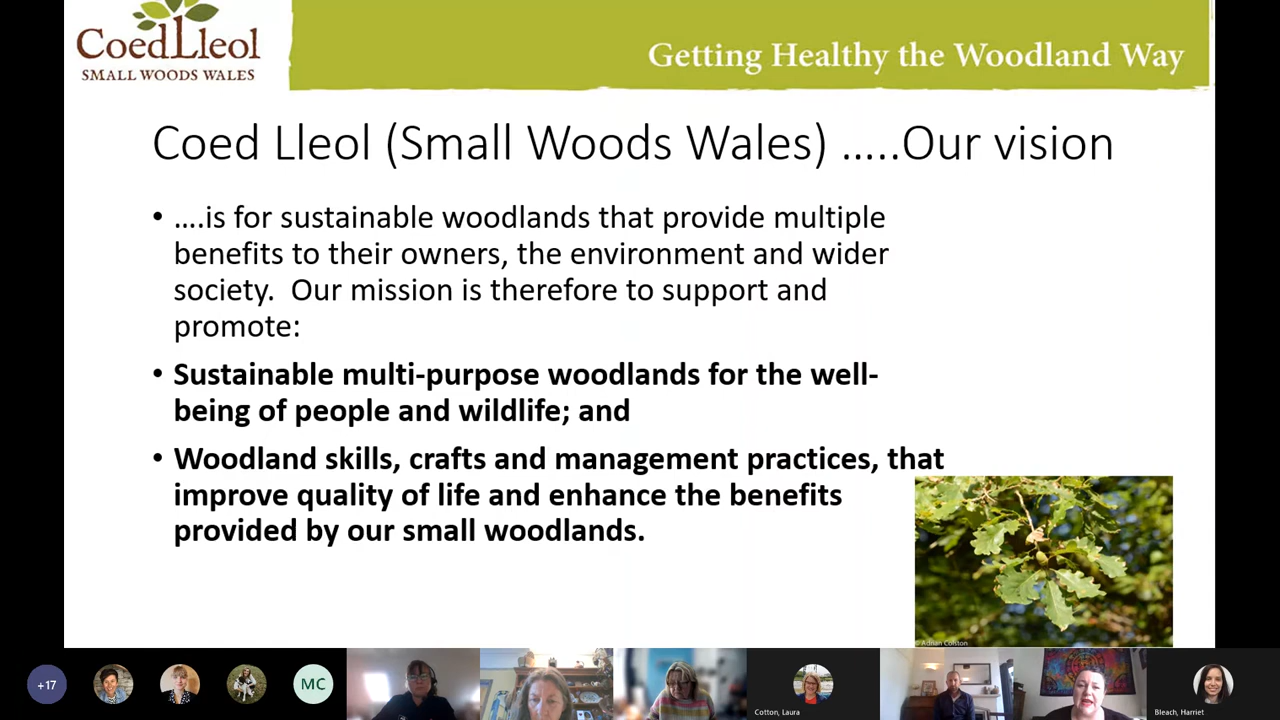 CoedLleol
SMALL WOODS WALES
Getting Healthy the Woodland Way
Coed Lleol (Small Woods Wales) …..Our vision
• ….is for sustainable woodlands that provide multiple
benefits to their owners, the environment and wider
society.  Our mission is therefore to support and
promote:
• Sustainable multi-purpose woodlands for the well-
being of people and wildlife; and
• Woodland skills, crafts and management practices, that
improve quality of life and enhance the benefits
provided by our small woodlands.
© Adrian Colston
+17
MC
Cotton, Laura
Bleach, Harriet